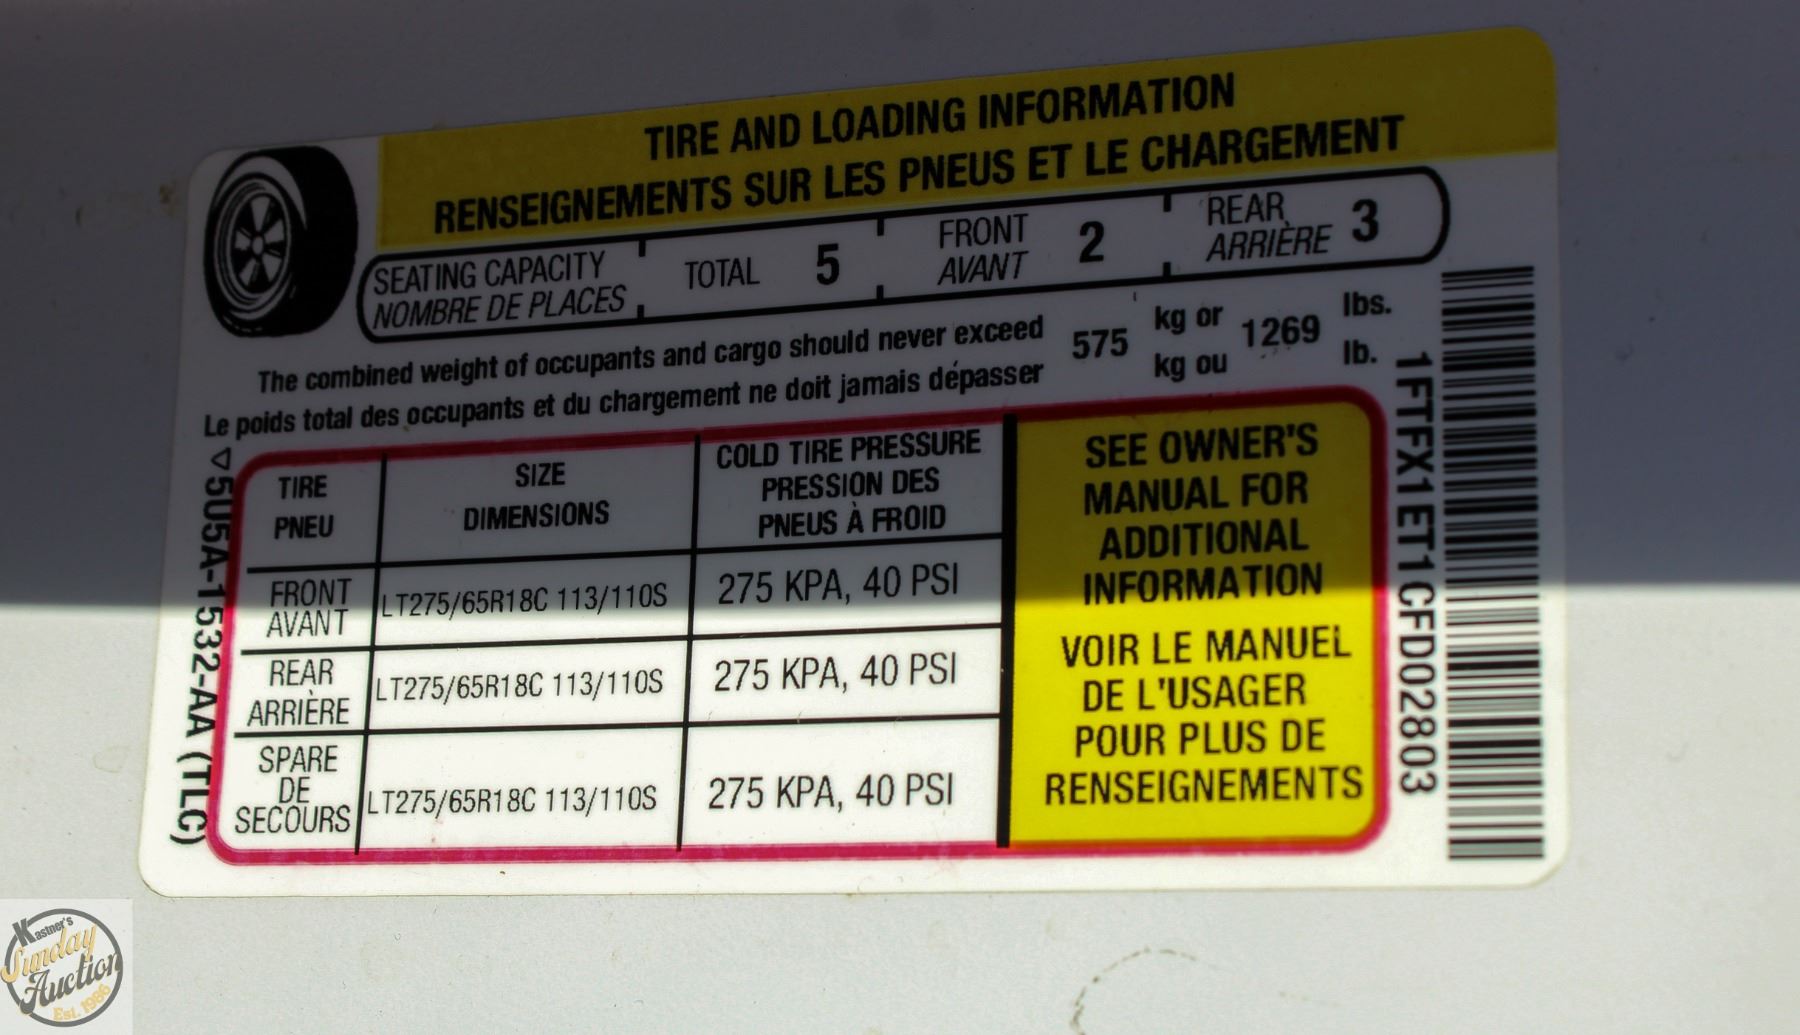 TIRE AND LOADING INFORMATION
RENSEIGNEMENTS SUR LES PNEUS ET LE CHARGEMENT
SEATING CAPACITY
NOMBRE DE PLACES
TOTAL 5
FRONT
AVANT
2
REAR
ARRIÈRE
3
The combined weight of occupants and cargo should never exceed 575 kg or 1269 lbs.
Le poids total des occupants et du chargement ne doit jamais dépasser kg ou lb.
TIRE
PNEU
SIZE
DIMENSIONS
COLD TIRE PRESSURE
PRESSION DES
PNEUS À FROID
FRONT
AVANT
LT275/65R18C 113/110S
275 KPA, 40 PSI
REAR
ARRIÈRE
LT275/65R18C 113/110S
275 KPA, 40 PSI
SPARE
DE
SECOURS
LT275/65R18C 113/110S
275 KPA, 40 PSI
SEE OWNER'S
MANUAL FOR
ADDITIONAL
INFORMATION
VOIR LE MANUEL
DE L'USAGER
POUR PLUS DE
RENSEIGNEMENTS
5U5A-1532-AA (TLC)
1FTFX1ET1CFD02803
Kastner's
Sunday
Auction
Est. 1986